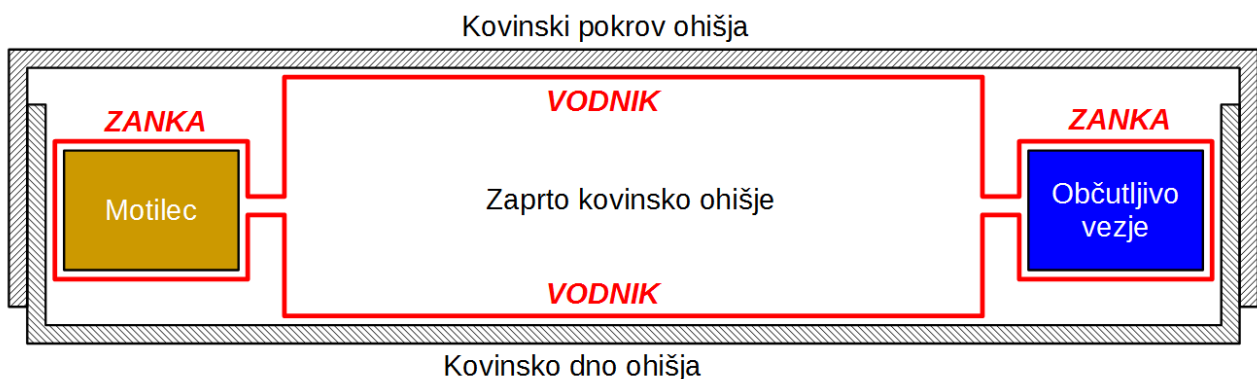 Kovinski pokrov ohišja
VODNIK
ZANKA
ZANKA
Motilec
Zaprto kovinsko ohišje
Občutljivo
vezje
VODNIK
Kovinsko dno ohišja